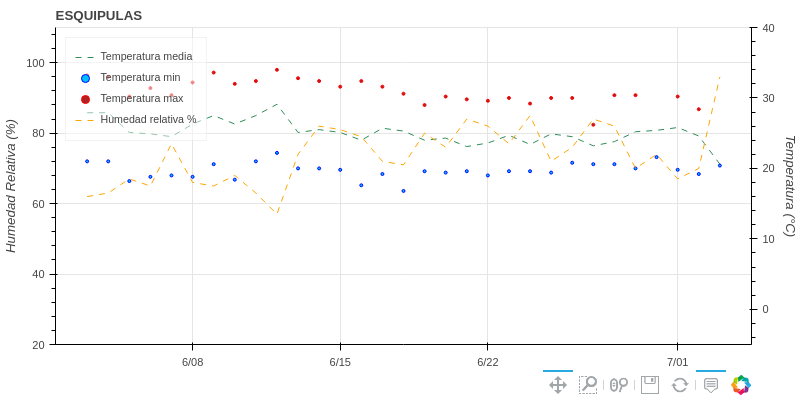 ESQUIPULAS
Temperatura media
Temperatura min
Temperatura max
Humedad relativa %
Humedad Relativa (%)
100
80
60
40
20
Temperatura (°C)
40
30
20
10
0
6/08
6/15
6/22
7/01